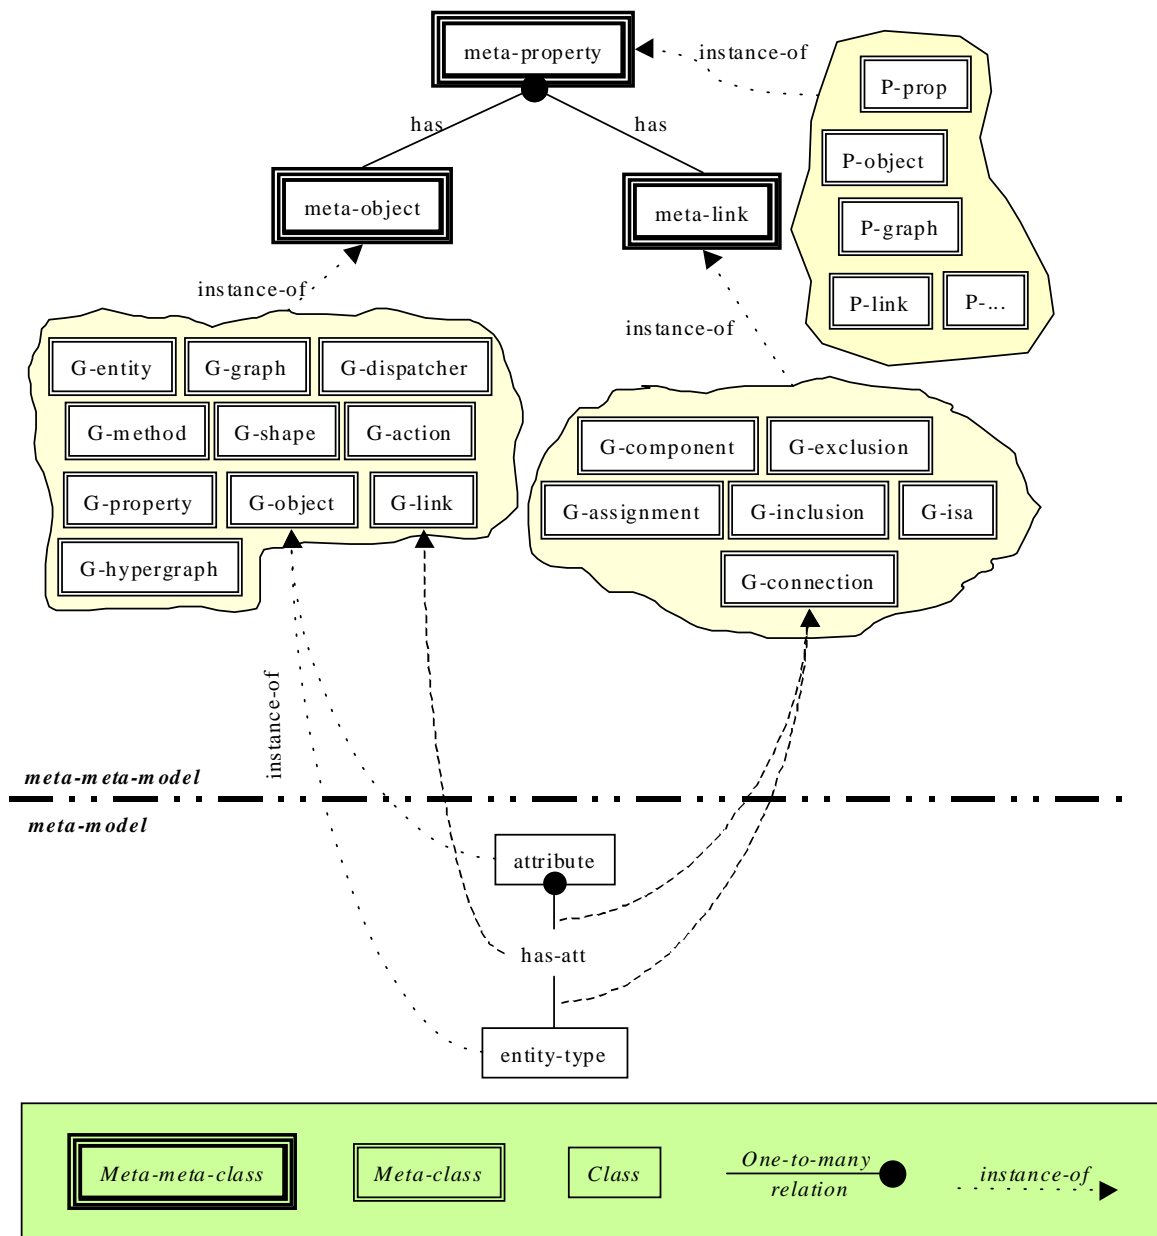 meta-property
instance-of
P-prop
has
has
P-object
meta-object
meta-link
P-graph
instance-of
P-link
P-...
instance-of
G-entity
G-graph
G-dispatcher
G-method
G-shape
G-action
G-component
G-exclusion
G-property
G-object
G-link
G-assignment
G-inclusion
G-isa
G-hypergraph
G-connection
instance-of
meta-meta-model
meta-model
attribute
has-att
entity-type
Meta-meta-class
Meta-class
Class
One-to-many
relation
instance-of